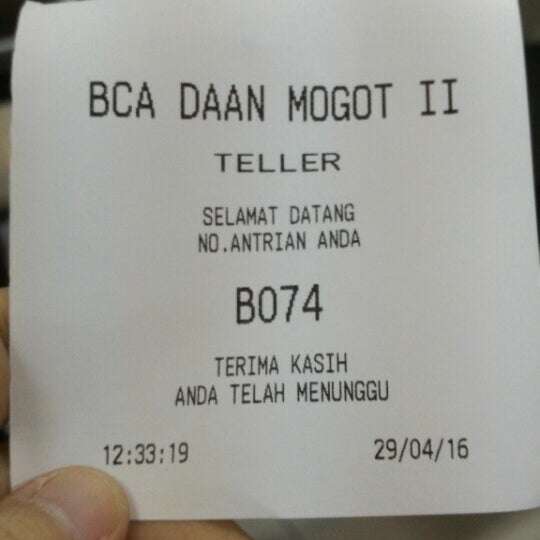 BCA DAAN MOGOT II
TELLER
SELAMAT DATANG
NO.ANTRIAN ANDA
B074
TERIMA KASIH
ANDA TELAH MENUNGGU
12:33:19 29/04/16